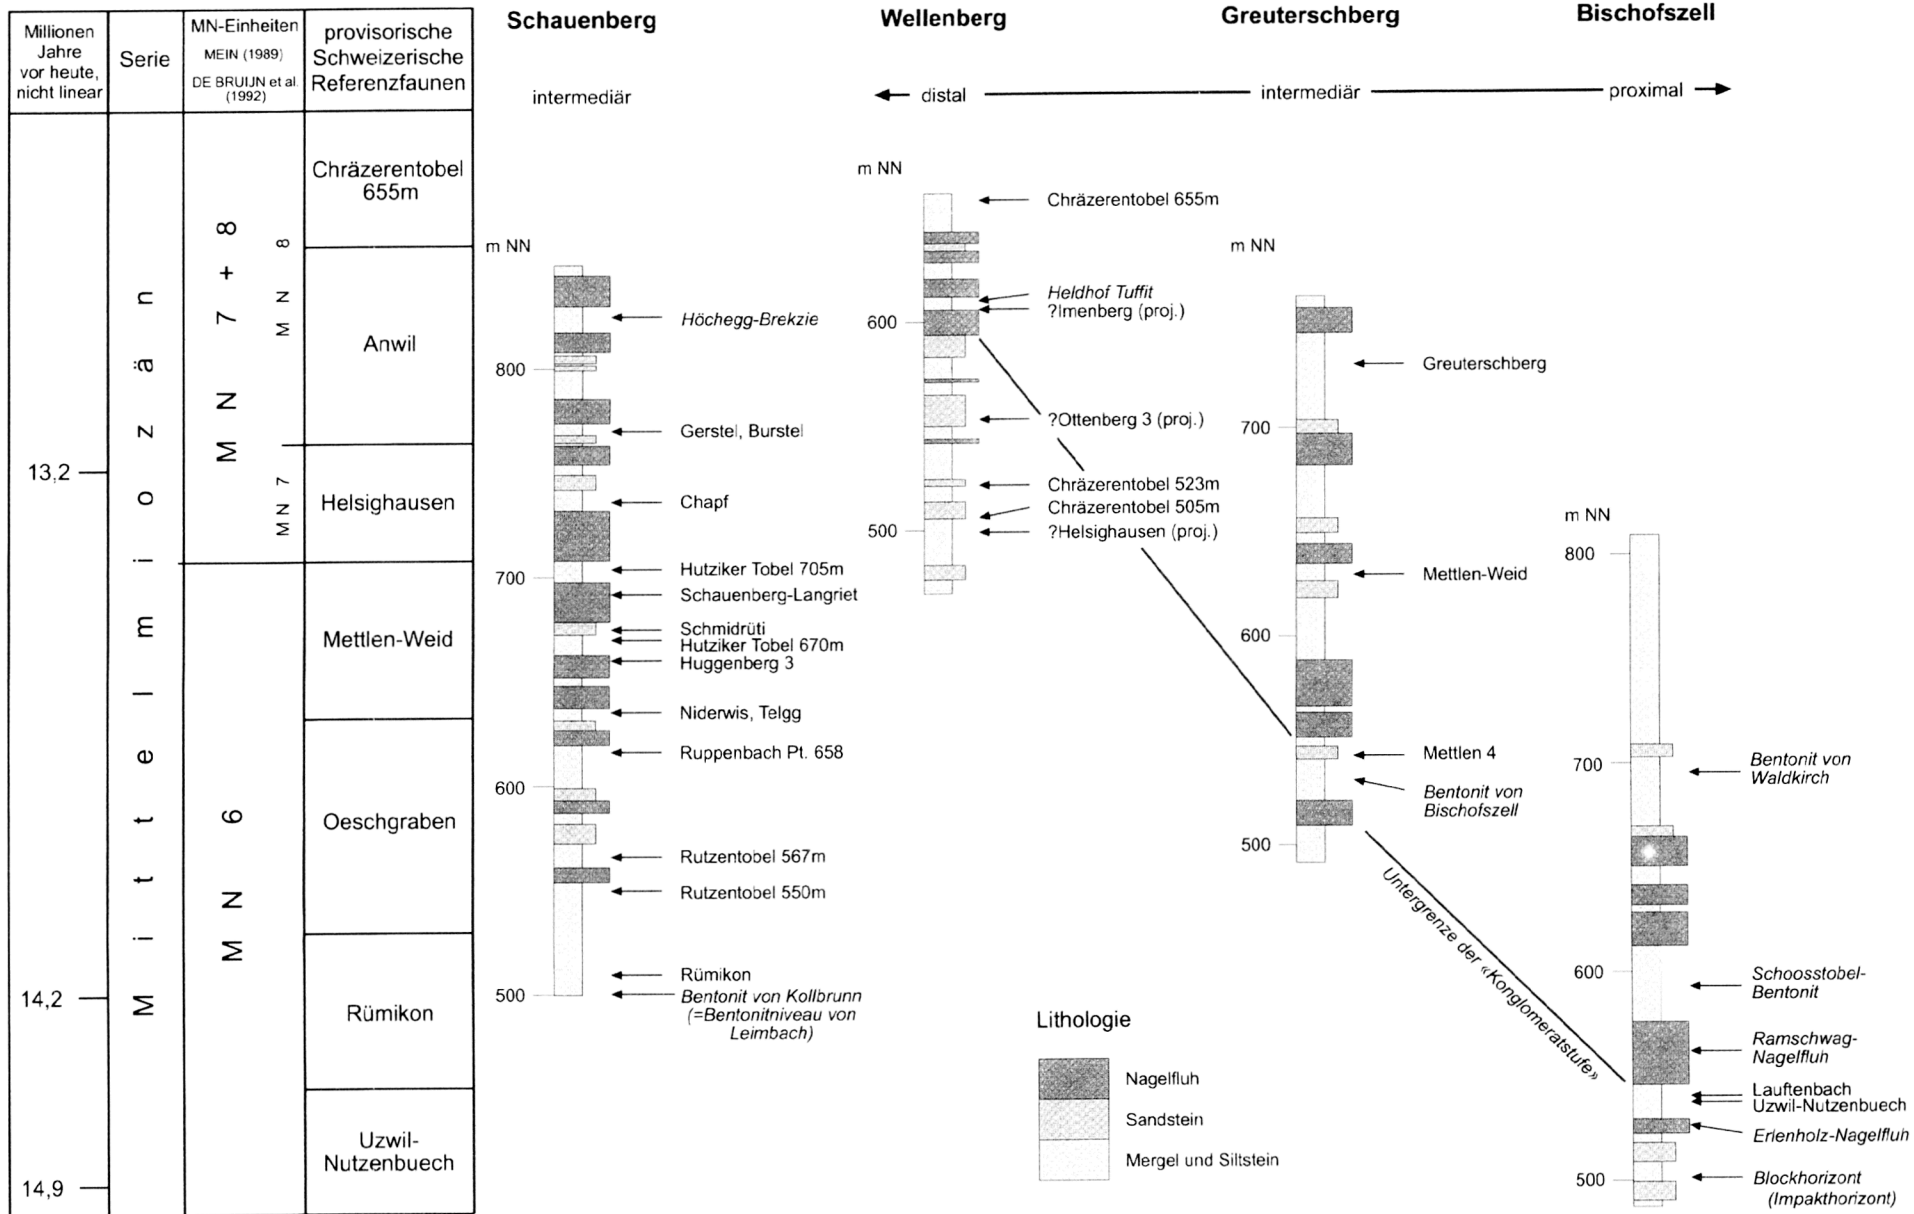 Millionen
Jahre
vor heute,
nicht linear
Serie
MN-Einheiten
MEIN (1989)
DE BRUIJN et al.
(1992)
provisorische
Schweizerische
Referenzfaunen
13,2
14,2
14,9
Mittelmiozän
MN 7 + 8
MN 8
MN 7
MN 6
Chräzerentobel
655m
Anwil
Helsighausen
Mettlen-Weid
Oeschgraben
Rümikon
Uzwil-
Nutzenbuech
Schauenberg
intermediär
m NN
800
700
600
500
Höchegg-Brekzie
Gerstel, Burstel
Chapf
Hutziker Tobel 705m
Schauenberg-Langriet
Schmidrüti
Hutziker Tobel 670m
Huggenberg 3
Niderwis, Telgg
Ruppenbach Pt. 658
Rutzentobel 567m
Rutzentobel 550m
Rümikon
Bentonit von Kollbrunn
(=Bentonitniveau von
Leimbach)
Wellenberg
distal
m NN
600
500
Chräzerentobel 655m
Heldhof Tuffit
?Imenberg (proj.)
?Ottenberg 3 (proj.)
Chräzerentobel 523m
Chräzerentobel 505m
?Helsighausen (proj.)
Greuterschberg
intermediär
m NN
700
600
500
Greuterschberg
Mettlen-Weid
Mettlen 4
Bentonit von
Bischofszell
Untergrenze der «Konglomeratstufe»
Bischofszell
proximal
m NN
800
700
600
500
Bentonit von
Waldkirch
Schoosstobel-
Bentonit
Ramschwag-
Nagelfluh
Lauftenbach
Uzwil-Nutzenbuech
Erlenholz-Nagelfluh
Blockhorizont
(Impakthorizont)
Lithologie
Nagelfluh
Sandstein
Mergel und Siltstein